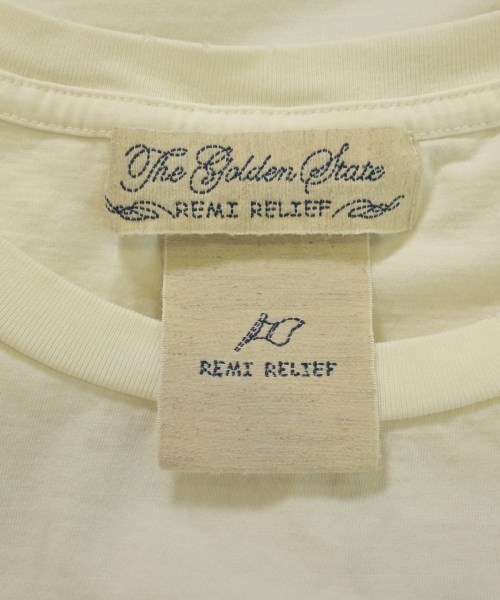 The Golden State
REMI RELIEF
REMI RELIEF